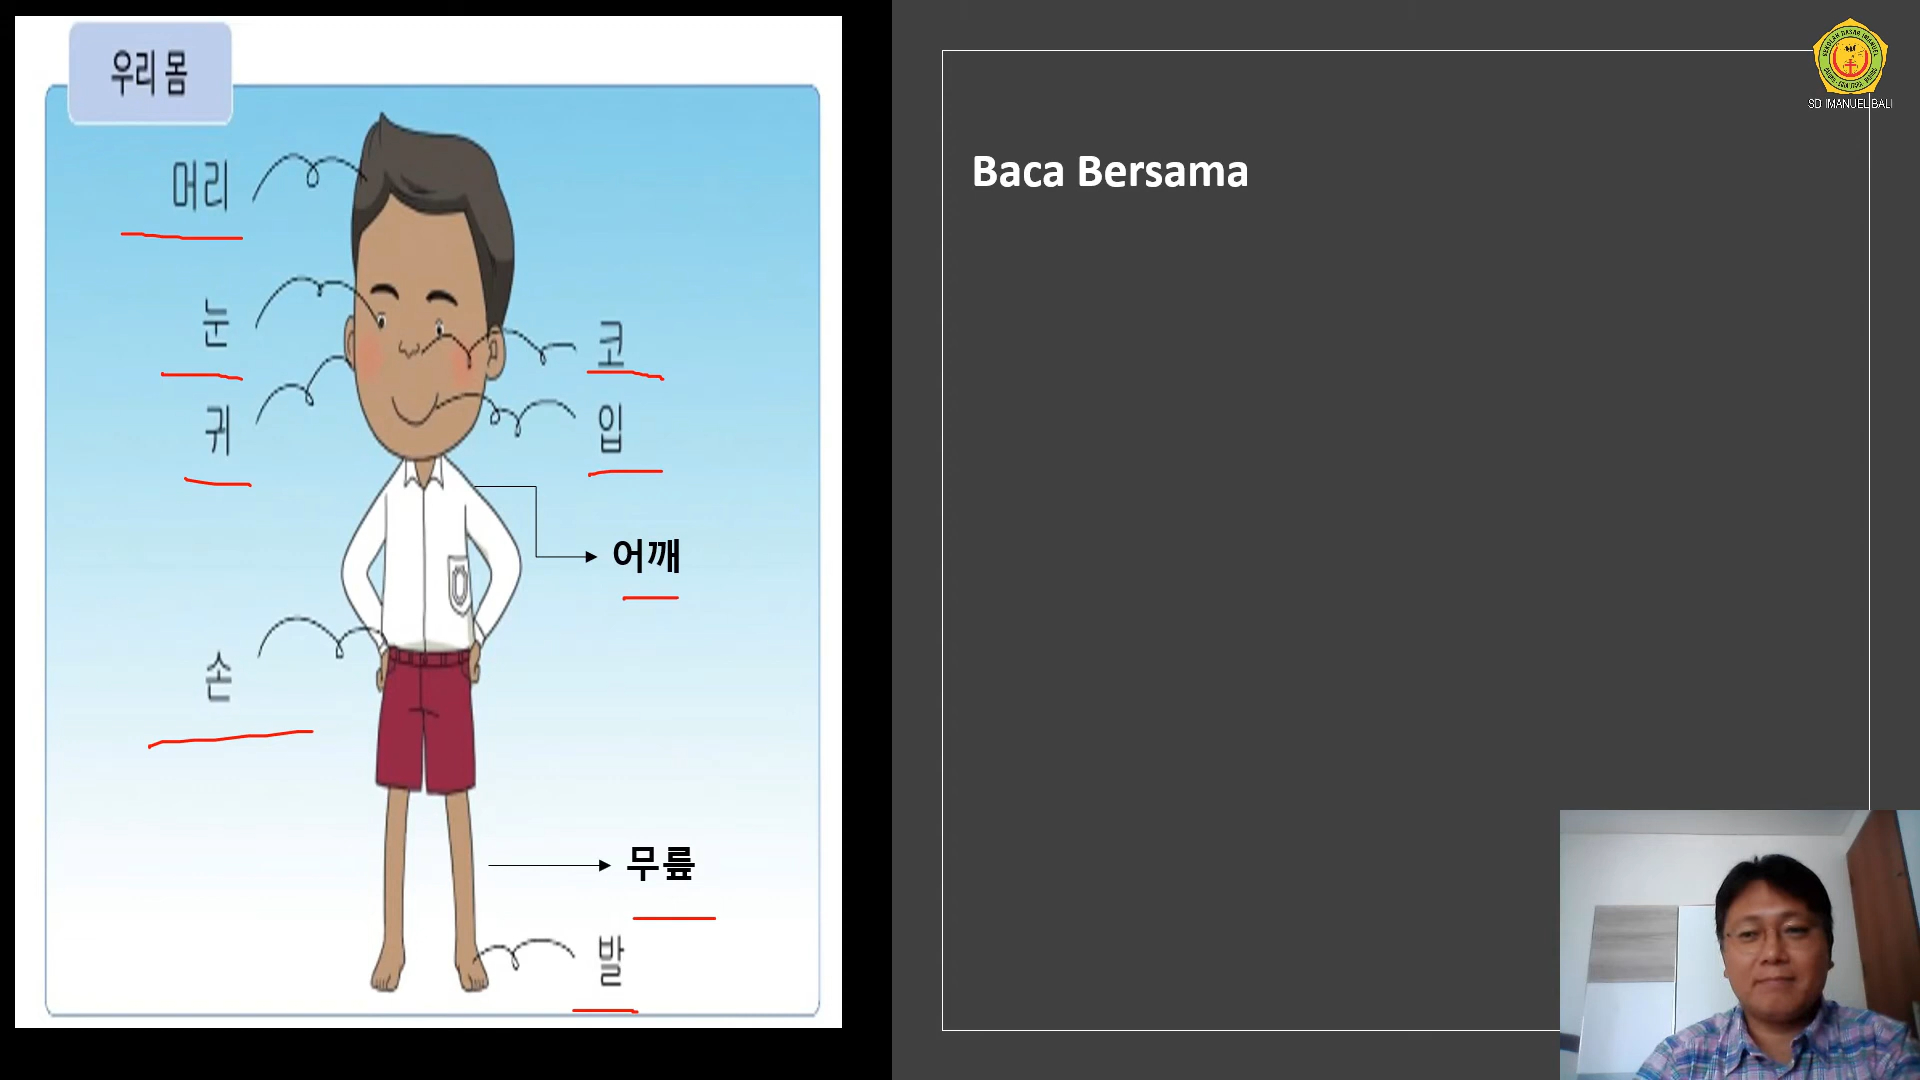 우리 몸
머리
눈
귀
코
입
어깨
손
무릎
발
Baca Bersama
SD IMANUEL BALI